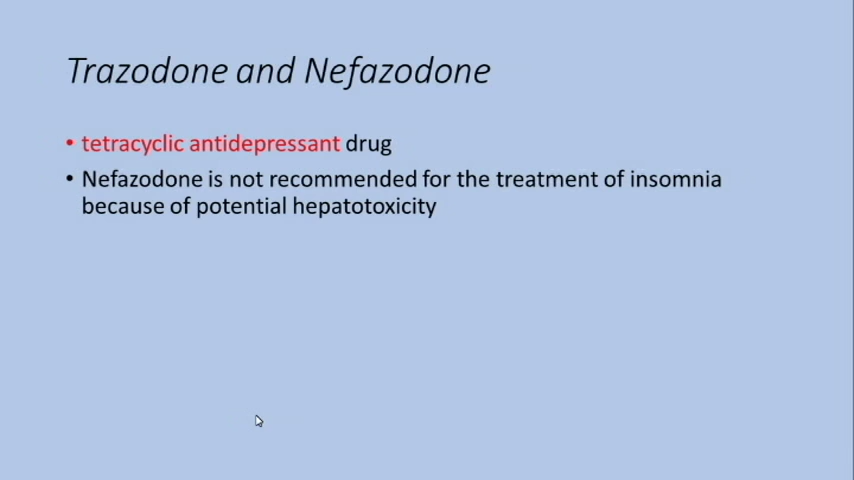 Trazodone and Nefazodone
• tetracyclic antidepressant drug
• Nefazodone is not recommended for the treatment of insomnia
because of potential hepatotoxicity